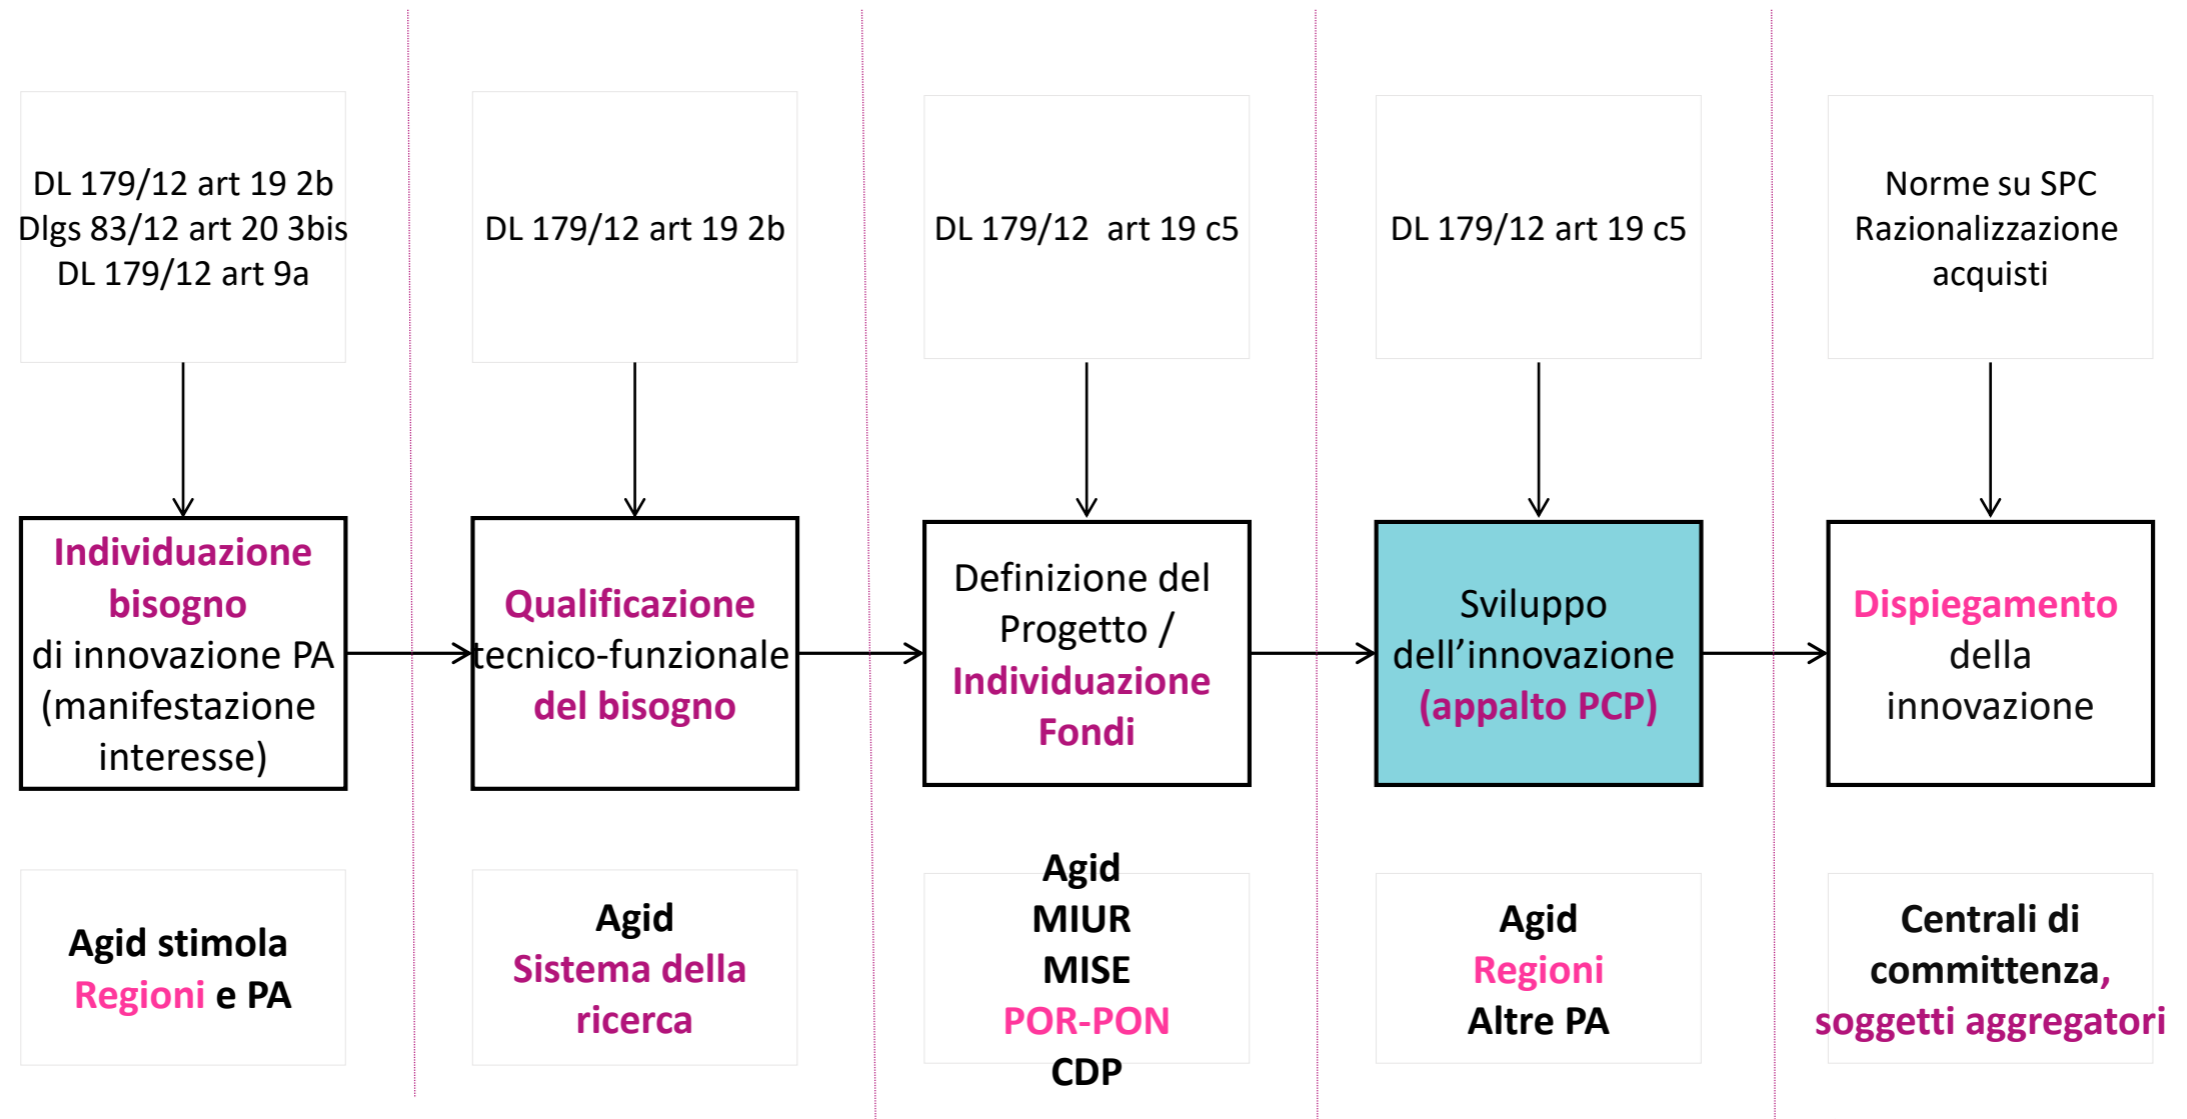 DL 179/12 art 19 2b
Dlgs 83/12 art 20 3bis
DL 179/12 art 9a
DL 179/12 art 19 2b
DL 179/12 art 19 c5
DL 179/12 art 19 c5
Norme su SPC
Razionalizzazione
acquisti
Individuazione
bisogno
di innovazione PA
(manifestazione
interesse)
Qualificazione
tecnico-funzionale
del bisogno
Definizione del
Progetto /
Individuazione
Fondi
Sviluppo
dell’innovazione
(appalto PCP)
Dispiegamento
della
innovazione
Agid stimola
Regioni e PA
Agid
Sistema della
ricerca
Agid
MIUR
MISE
POR-PON
CDP
Agid
Regioni
Altre PA
Centrali di
committenza,
soggetti aggregatori